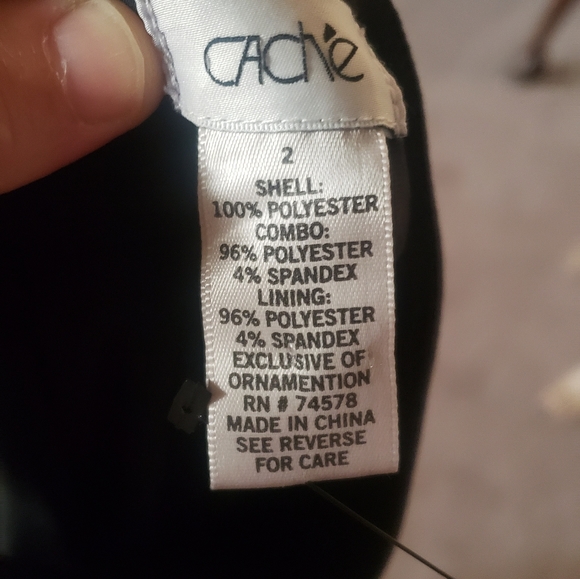 CAChé
2
SHELL:
100% POLYESTER
COMBO:
96% POLYESTER
4% SPANDEX
LINING:
96% POLYESTER
4% SPANDEX
EXCLUSIVE OF
ORNAMENTION
RN # 74578
MADE IN CHINA
SEE REVERSE
FOR CARE